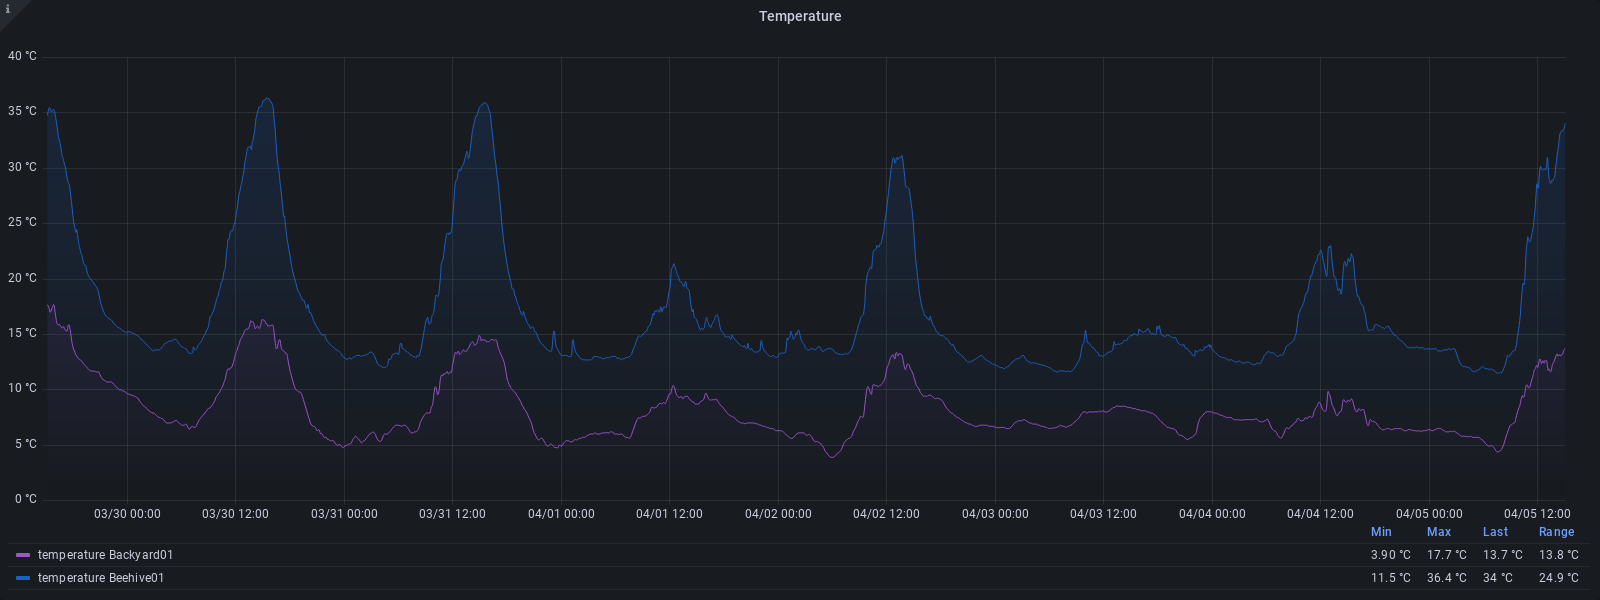 i
Temperature
40 °C
35 °C
30 °C
25 °C
20 °C
15 °C
10 °C
5 °C
0 °C
03/30 00:00 03/30 12:00 03/31 00:00 03/31 12:00 04/01 00:00 04/01 12:00 04/02 00:00 04/02 12:00 04/03 00:00 04/03 12:00 04/04 00:00 04/04 12:00 04/05 00:00 04/05 12:00
Min Max Last Range
temperature Backyard01 3.90 °C 17.7 °C 13.7 °C 13.8 °C
temperature Beehive01 11.5 °C 36.4 °C 34 °C 24.9 °C